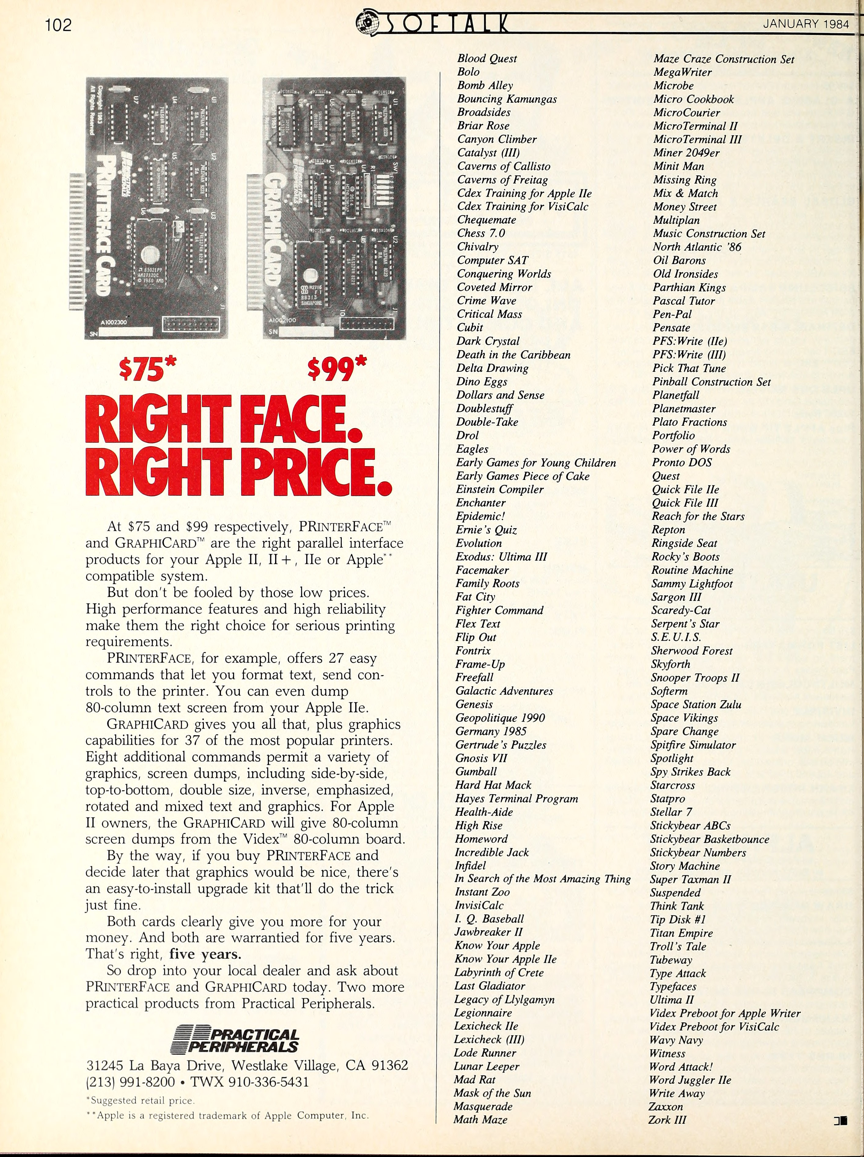 102
SOFTALK
JANUARY 1984
Copyright 1983
All Rights Reserved
PRACTICAL PERIPHERALS
PRINTERFACE CARD
A1002300
SN
GRAPHICARD
SN
$75*
$99*
RIGHT FACE.
RIGHT PRICE.
At $75 and $99 respectively, PRINTERFACE™
and GRAPHICARD™ are the right parallel interface
products for your Apple II, II+, IIe or Apple**
compatible system.
But don't be fooled by those low prices.
High performance features and high reliability
make them the right choice for serious printing
requirements.
PRINTERFACE, for example, offers 27 easy
commands that let you format text, send con-
trols to the printer. You can even dump
80-column text screen from your Apple IIe.
GRAPHICARD gives you all that, plus graphics
capabilities for 37 of the most popular printers.
Eight additional commands permit a variety of
graphics, screen dumps, including side-by-side,
top-to-bottom, double size, inverse, emphasized,
rotated and mixed text and graphics. For Apple
II owners, the GRAPHICARD will give 80-column
screen dumps from the Videx™ 80-column board.
By the way, if you buy PRINTERFACE and
decide later that graphics would be nice, there's
an easy-to-install upgrade kit that'll do the trick
just fine.
Both cards clearly give you more for your
money. And both are warrantied for five years.
That's right, five years.
So drop into your local dealer and ask about
PRINTERFACE and GRAPHICARD today. Two more
practical products from Practical Peripherals.
PRACTICAL
PERIPHERALS
31245 La Baya Drive, Westlake Village, CA 91362
(213) 991-8200 • TWX 910-336-5431
*Suggested retail price.
**Apple is a registered trademark of Apple Computer, Inc.
Blood Quest
Bolo
Bomb Alley
Bouncing Kamungas
Broadsides
Briar Rose
Canyon Climber
Catalyst (III)
Caverns of Callisto
Caverns of Freitag
Cdex Training for Apple IIe
Cdex Training for VisiCalc
Chequemate
Chess 7.0
Chivalry
Computer SAT
Conquering Worlds
Coveted Mirror
Crime Wave
Critical Mass
Cubit
Dark Crystal
Death in the Caribbean
Delta Drawing
Dino Eggs
Dollars and Sense
Doublestuff
Double-Take
Drol
Eagles
Early Games for Young Children
Early Games Piece of Cake
Einstein Compiler
Enchanter
Epidemic!
Ernie's Quiz
Evolution
Exodus: Ultima III
Facemaker
Family Roots
Fat City
Fighter Command
Flex Text
Flip Out
Fontrix
Frame-Up
Freefall
Galactic Adventures
Genesis
Geopolitique 1990
Germany 1985
Gertrude's Puzzles
Gnosis VII
Gumball
Hard Hat Mack
Hayes Terminal Program
Health-Aide
High Rise
Homeword
Incredible Jack
Infidel
In Search of the Most Amazing Thing
Instant Zoo
InvisiCalc
I. Q. Baseball
Jawbreaker II
Know Your Apple
Know Your Apple IIe
Labyrinth of Crete
Last Gladiator
Legacy of Llylgamyn
Legionnaire
Lexicheck IIe
Lexicheck (III)
Lode Runner
Lunar Leeper
Mad Rat
Mask of the Sun
Masquerade
Math Maze
Maze Craze Construction Set
MegaWriter
Microbe
Micro Cookbook
MicroCourier
MicroTerminal II
MicroTerminal III
Miner 2049er
Minit Man
Missing Ring
Mix & Match
Money Street
Multiplan
Music Construction Set
North Atlantic '86
Oil Barons
Old Ironsides
Parthian Kings
Pascal Tutor
Pen-Pal
Pensate
PFS:Write (IIe)
PFS:Write (III)
Pick That Tune
Pinball Construction Set
Planetfall
Planetmaster
Plato Fractions
Portfolio
Power of Words
Pronto DOS
Quest
Quick File IIe
Quick File III
Reach for the Stars
Repton
Ringside Seat
Rocky's Boots
Routine Machine
Sammy Lightfoot
Sargon III
Scaredy-Cat
Serpent's Star
S.E.U.I.S.
Sherwood Forest
Skyforth
Snooper Troops II
Softerm
Space Station Zulu
Space Vikings
Spare Change
Spitfire Simulator
Spotlight
Spy Strikes Back
Starcross
Statpro
Stellar 7
Stickybear ABCs
Stickybear Basketbounce
Stickybear Numbers
Story Machine
Super Taxman II
Suspended
Think Tank
Tip Disk #1
Titan Empire
Troll's Tale
Tubeway
Type Attack
Typefaces
Ultima II
Videx Preboot for Apple Writer
Videx Preboot for VisiCalc
Wavy Navy
Witness
Word Attack!
Word Juggler IIe
Write Away
Zaxxon
Zork III